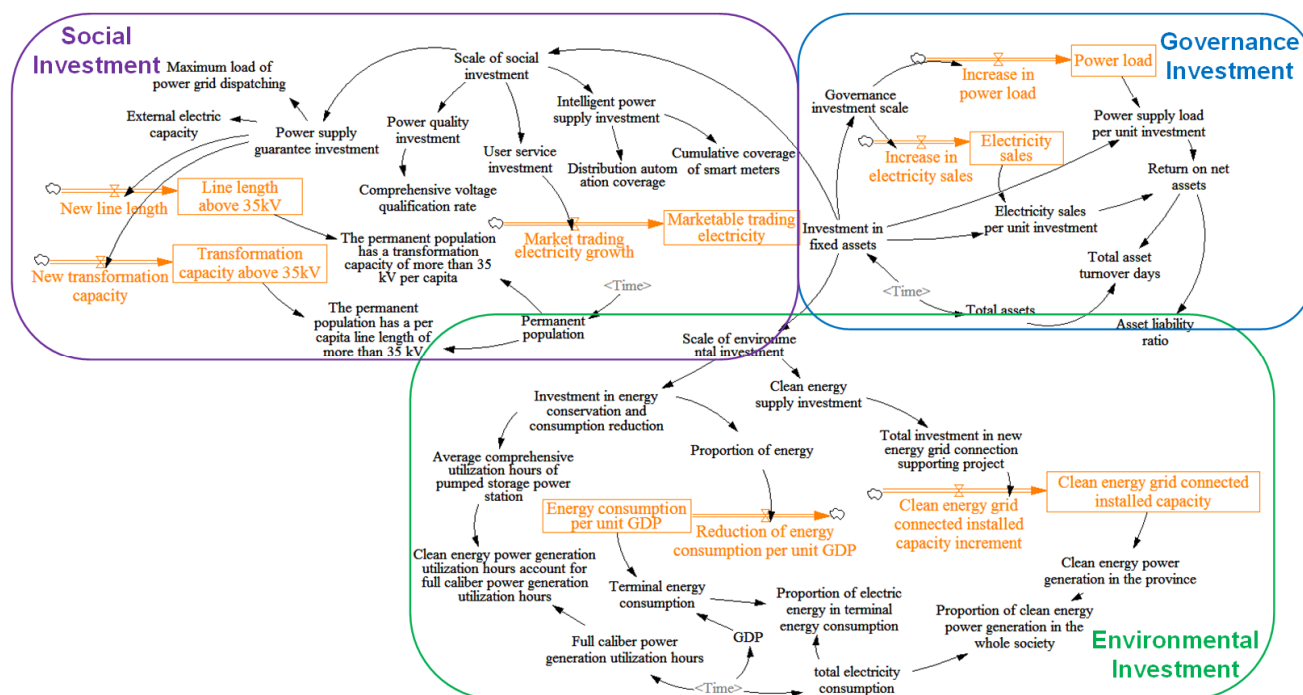 Social
Investment
Maximum load of
power grid dispatching
External electric
capacity
Power supply
guarantee investment
Scale of social
investment
Power quality
investment
User service
investment
Intelligent power
supply investment
Comprehensive voltage
qualification rate
Distribution autom
ation coverage
Cumulative coverage
of smart meters
New line length
Line length
above 35kV
New transformation
capacity
Transformation
capacity above 35kV
Market trading
electricity growth
Marketable trading
electricity
The permanent population
has a transformation
capacity of more than 35
kV per capita
The permanent
population has a per
capita line length of
more than 35 kV
<Time>
Permanent
population
Governance
Investment
Increase in
power load
Power load
Governance
investment scale
Power supply load
per unit investment
Increase in
electricity sales
Electricity
sales
Return on net
assets
Investment in
fixed assets
Electricity sales
per unit investment
Total asset
turnover days
<Time>
Total assets
Asset liability
ratio
Scale of environme
ntal investment
Investment in energy
conservation and
consumption reduction
Clean energy
supply investment
Average comprehensive
utilization hours of
pumped storage power
station
Proportion of energy
Total investment in new
energy grid connection
supporting project
Energy consumption
per unit GDP
Reduction of energy
consumption per unit GDP
Clean energy grid
connected installed
capacity increment
Clean energy grid connected
installed capacity
Clean energy power generation
utilization hours account for
full caliber power generation
utilization hours
Terminal energy
consumption
Proportion of electric
energy in terminal
energy consumption
Clean energy power
generation in the province
Proportion of clean energy
power generation in the
whole society
Full caliber power
generation utilization hours
GDP
<Time>
total electricity
consumption
Environmental
Investment